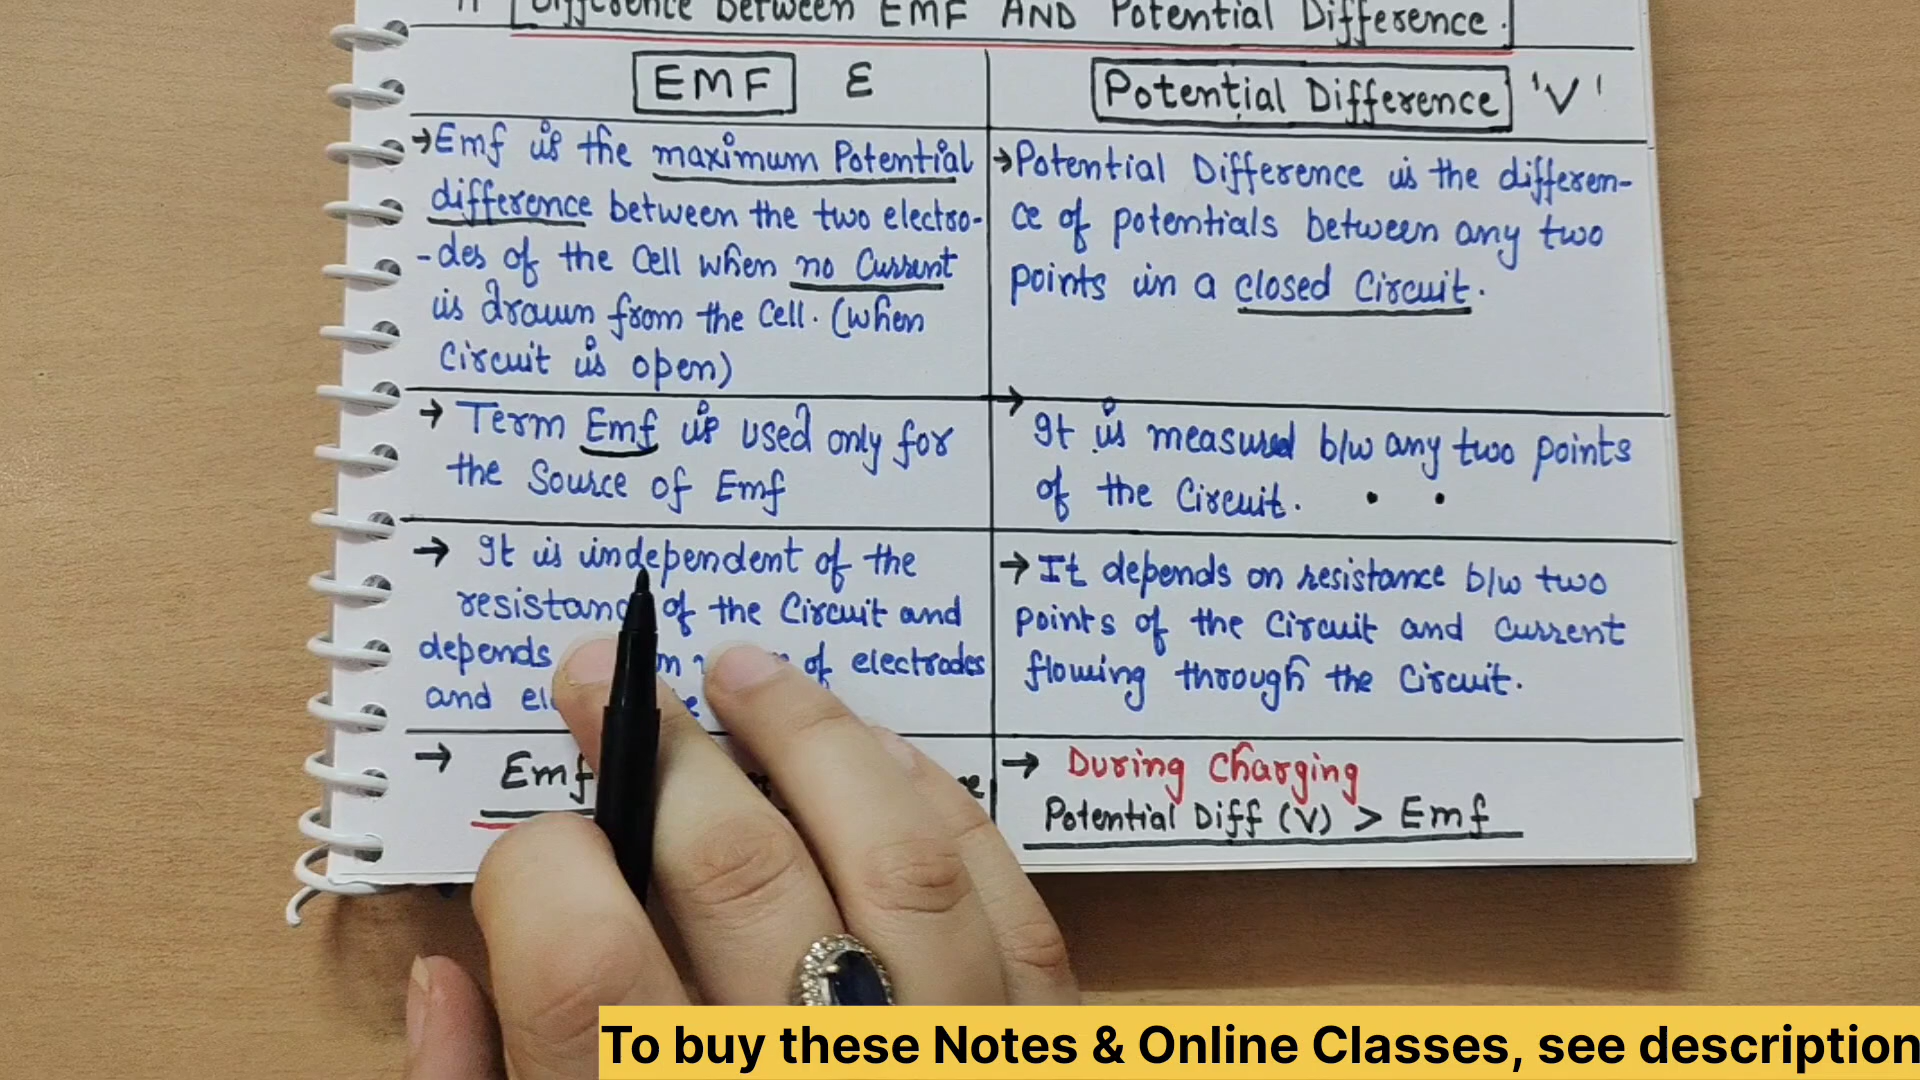 Difference between EMF AND Potential Difference.
EMF ε
→ Emf is the maximum Potential
difference between the two electro-
-des of the Cell when no Current
is drawn from the Cell. (when
Circuit is open)
→ Term Emf is used only for
the Source of Emf
→ It is independent of the
resistanc of the Circuit and
depends of electrodes
and
→ Emf
Potential Difference 'V'
→ Potential Difference is the differen-
ce of potentials between any two
points in a closed Circuit.
→ It is measured b/w any two points
of the Circuit.
→ It depends on resistance b/w two
points of the Circuit and current
flowing through the Circuit.
→ During Charging
Potential Diff (V) > Emf
To buy these Notes & Online Classes, see description